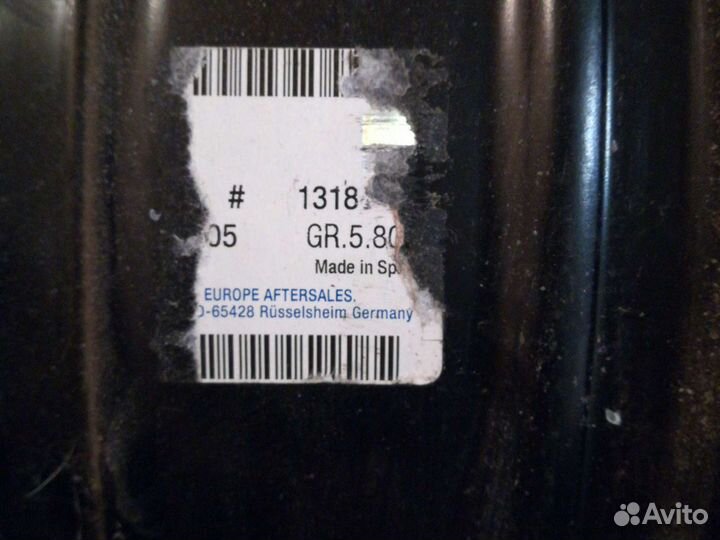 # 1318
05 GR.5.80
Made in Sp
EUROPE AFTERSALES.
D-65428 Rüsselsheim Germany
Avito